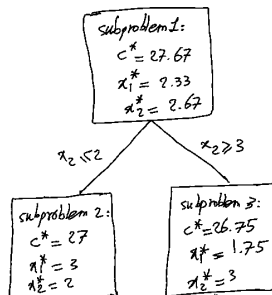 subproblem 1:
c* = 27.67
x₁* = 2.33
x₂* = 2.67
x₂ ≤ 2
x₂ ≥ 3
subproblem 2:
c* = 27
x₁* = 3
x₂* = 2
subproblem 3:
c* = 26.75
x₁* = 1.75
x₂* = 3